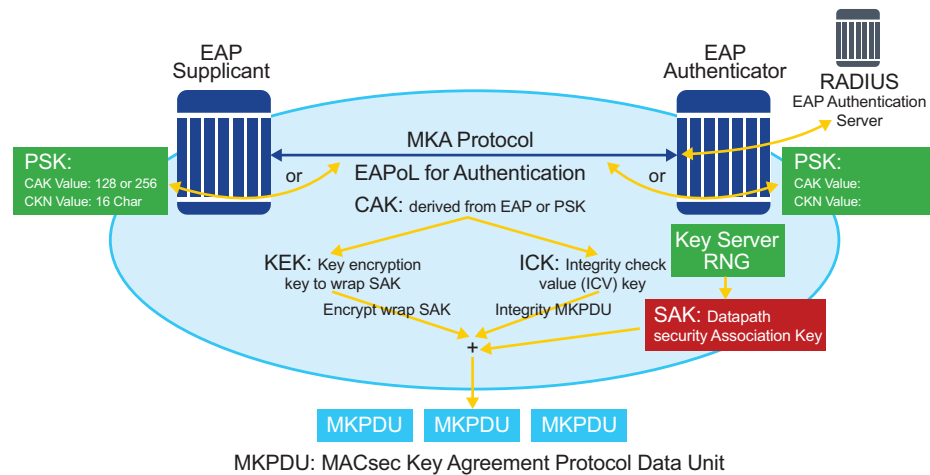 EAP
Supplicant
EAP
Authenticator
RADIUS
EAP Authentication
Server
MKA Protocol
PSK:
CAK Value: 128 or 256
CKN Value: 16 Char
or
EAPoL for Authentication
or
PSK:
CAK Value:
CKN Value:
CAK: derived from EAP or PSK
Key Server
RNG
KEK: Key encryption
key to wrap SAK
ICK: Integrity check
value (ICV) key
Encrypt wrap SAK
Integrity MKPDU
SAK: Datapath
security Association Key
+
MKPDU
MKPDU
MKPDU
MKPDU: MACsec Key Agreement Protocol Data Unit